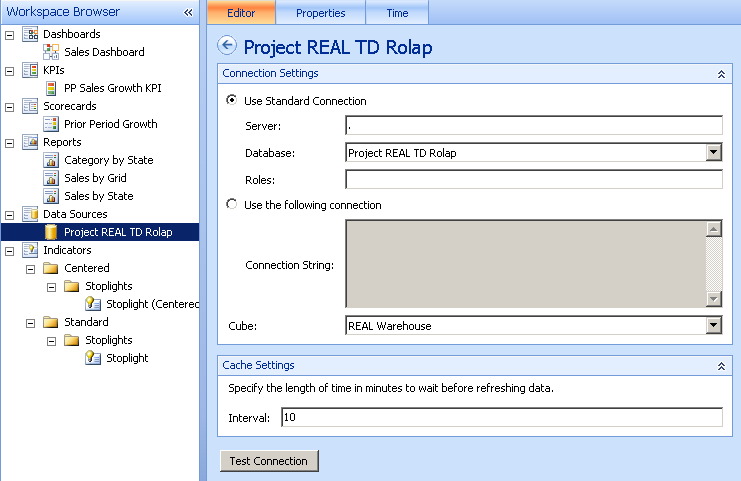 Workspace Browser
Dashboards
Sales Dashboard
KPIs
PP Sales Growth KPI
Scorecards
Prior Period Growth
Reports
Category by State
Sales by Grid
Sales by State
Data Sources
Project REAL TD Rolap
Indicators
Centered
Stoplights
Stoplight (Centered
Standard
Stoplights
Stoplight
Editor
Properties
Time
Project REAL TD Rolap
Connection Settings
Use Standard Connection
Server: .
Database: Project REAL TD Rolap
Roles:
Use the following connection
Connection String:
Cube: REAL Warehouse
Cache Settings
Specify the length of time in minutes to wait before refreshing data.
Interval: 10
Test Connection